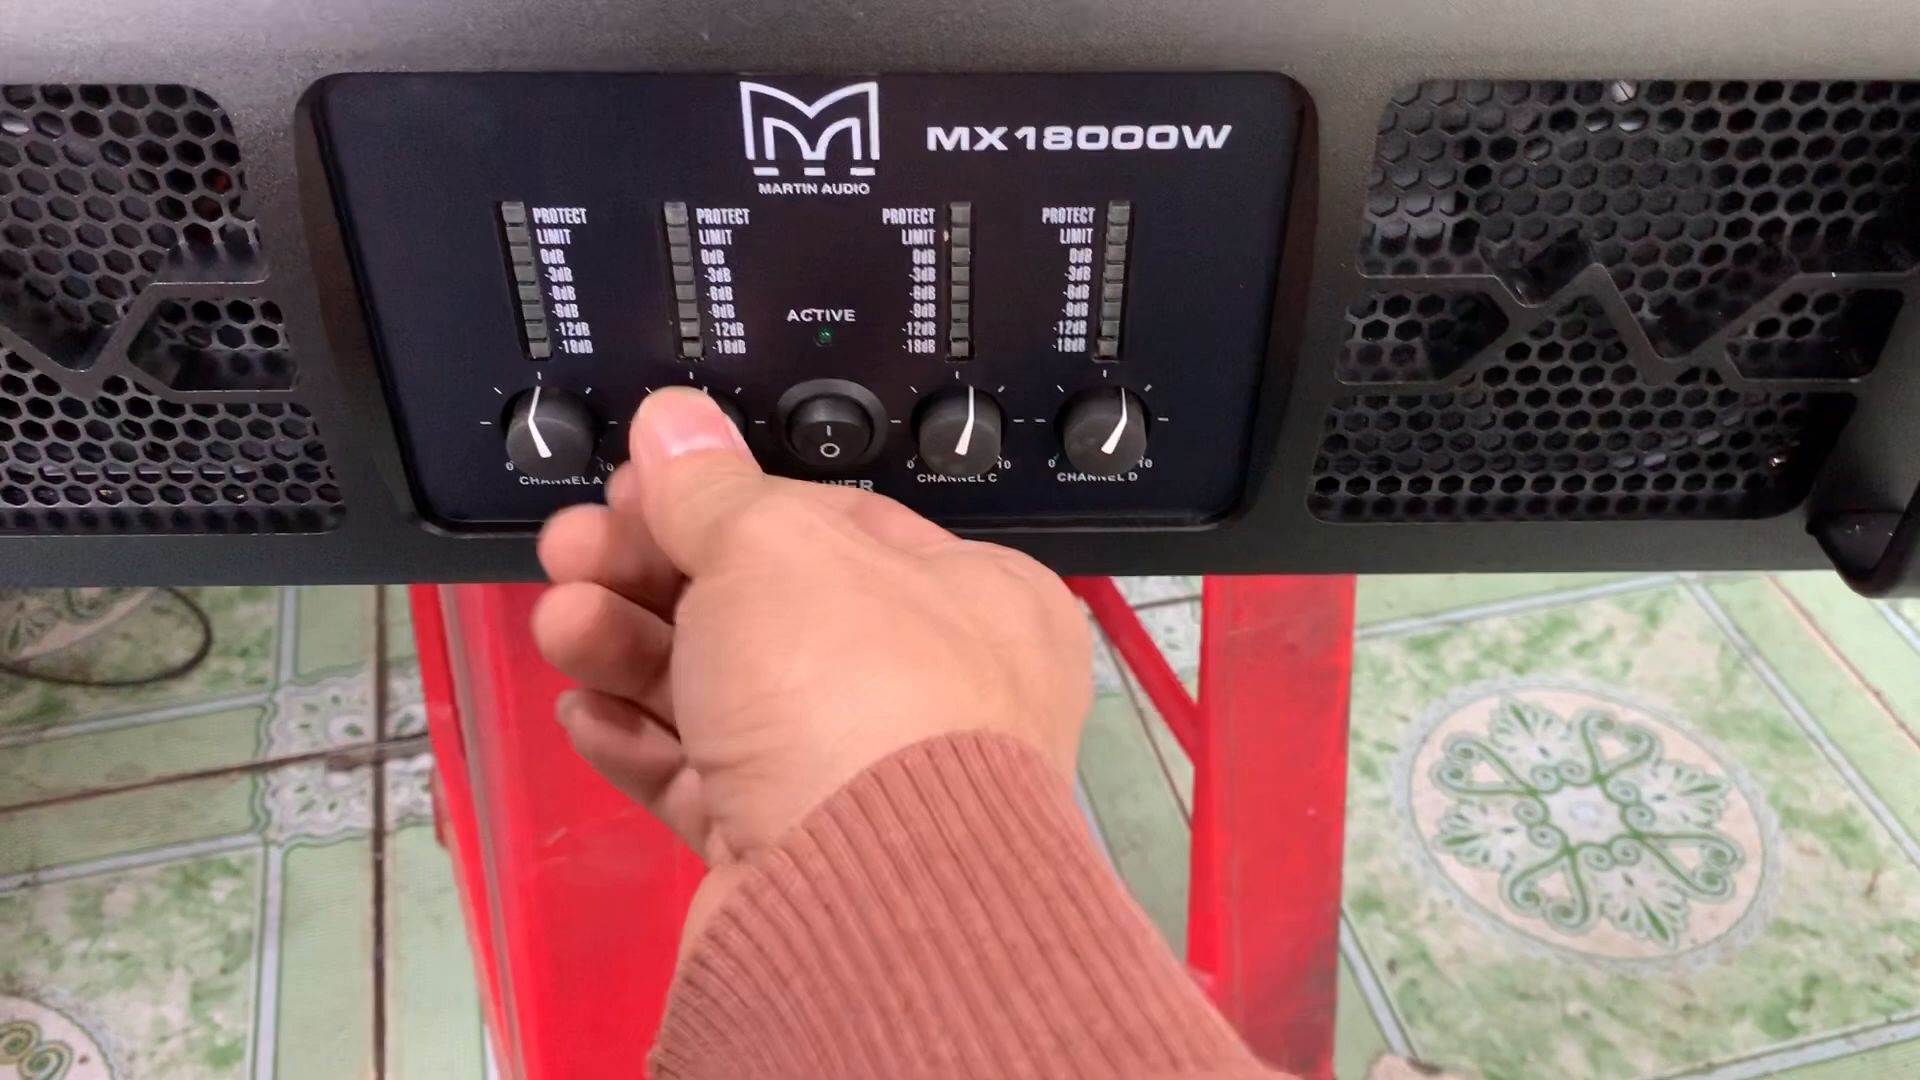 MARTIN AUDIO
MX18000W
PROTECT
LIMIT
0dB
-3dB
-6dB
-9dB
-12dB
-18dB
PROTECT
LIMIT
0dB
-3dB
-6dB
-9dB
-12dB
-18dB
ACTIVE
PROTECT
LIMIT
0dB
-3dB
-6dB
-9dB
-12dB
-18dB
PROTECT
LIMIT
0dB
-3dB
-6dB
-9dB
-12dB
-18dB
0 10
CHANNEL A
0 10
CHANNEL C
0 10
CHANNEL D